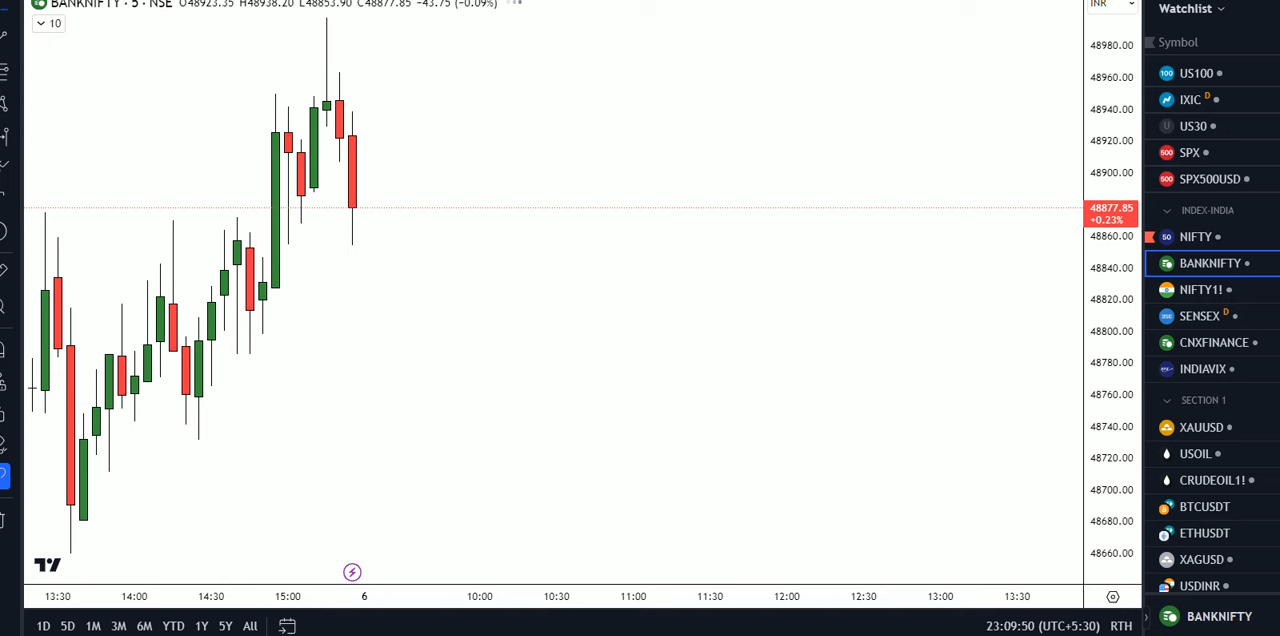 BANKNIFTY · 5 · NSE O48923.35 H48938.20 L48853.90 C48877.85 -43.75 (-0.09%)
INR
10
48980.00
48960.00
48940.00
48920.00
48900.00
48877.85
+0.23%
48860.00
48840.00
48820.00
48800.00
48780.00
48760.00
48740.00
48720.00
48700.00
48680.00
48660.00
13:30 14:00 14:30 15:00 6 10:00 10:30 11:00 11:30 12:00 12:30 13:00 13:30
1D 5D 1M 3M 6M YTD 1Y 5Y All
23:09:50 (UTC+5:30) RTH
Watchlist
Symbol
100 US100
IXIC D
U US30
500 SPX
500 SPX500USD
INDEX-INDIA
50 NIFTY
BANKNIFTY
NIFTY1!
SENSEX D
CNXFINANCE
INDIAVIX
SECTION 1
XAUUSD
USOIL
CRUDEOIL1!
BTCUSDT
ETHUSDT
XAGUSD
USDINR
BANKNIFTY